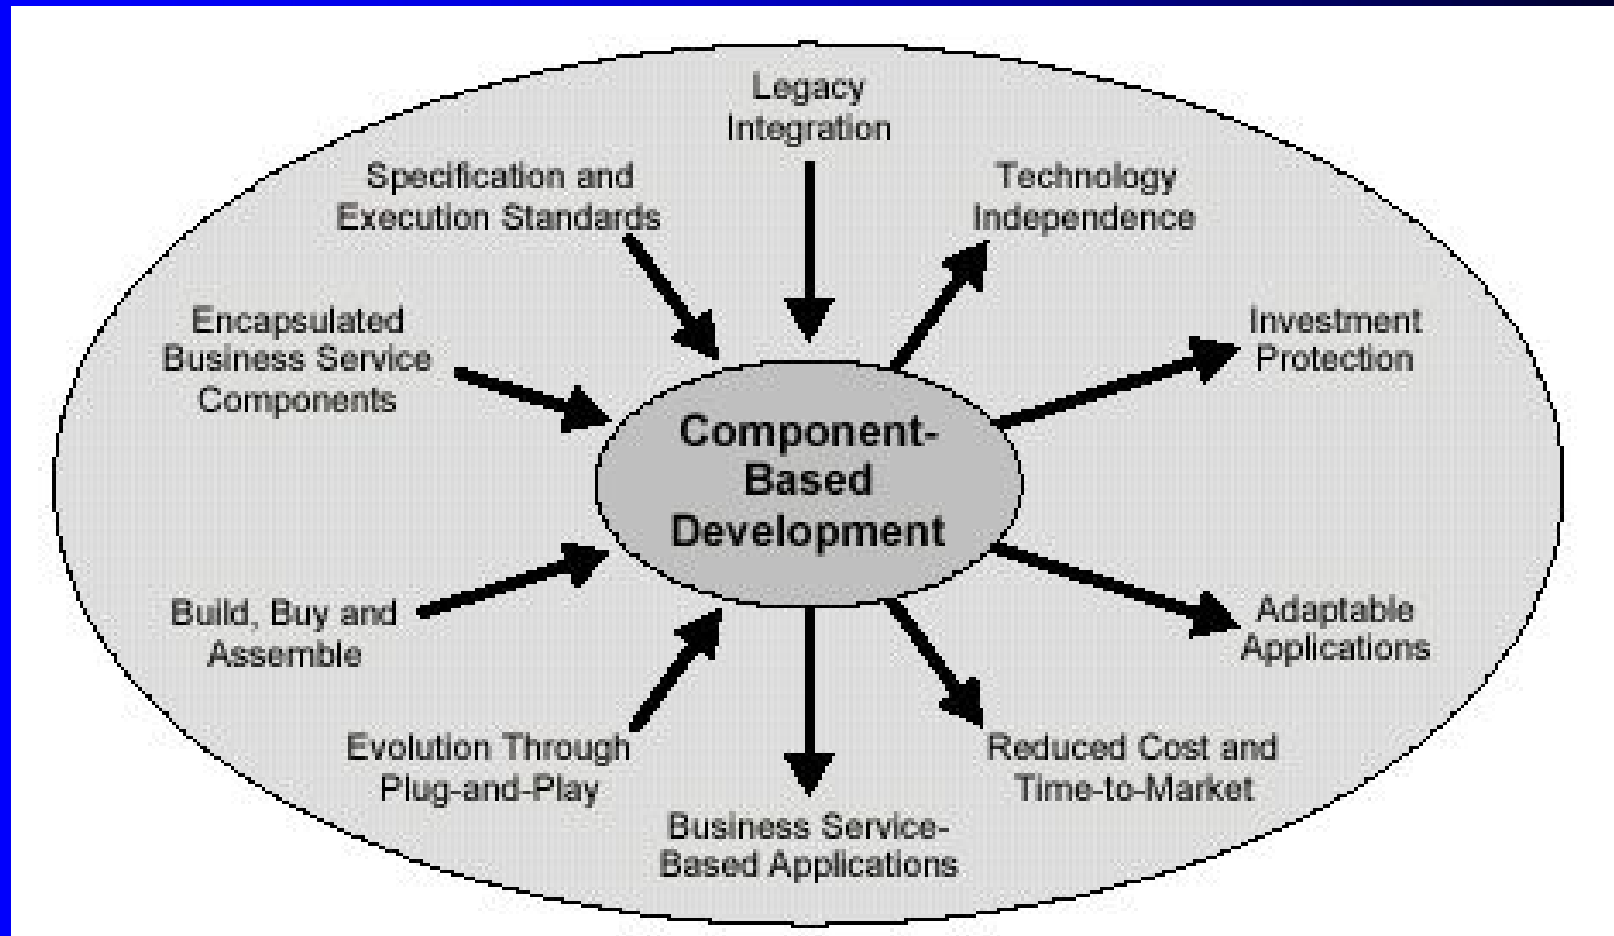 Legacy
Integration
Specification and
Execution Standards
Technology
Independence
Encapsulated
Business Service
Components
Investment
Protection
Component-
Based
Development
Build, Buy and
Assemble
Adaptable
Applications
Evolution Through
Plug-and-Play
Reduced Cost and
Time-to-Market
Business Service-
Based Applications